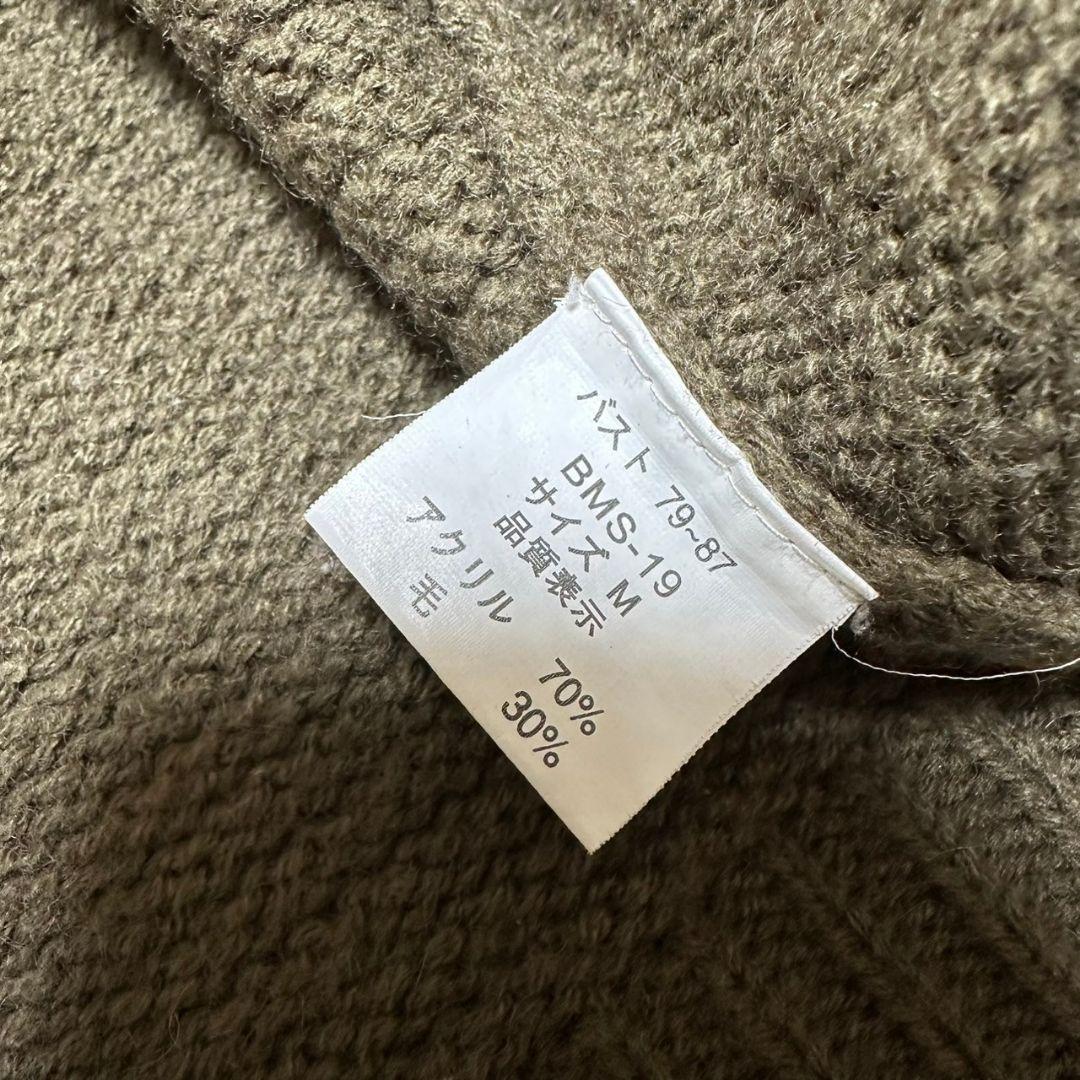 バスト 79~87
BMS-19
サイズ M
品質表示
アクリル 70%
毛 30%